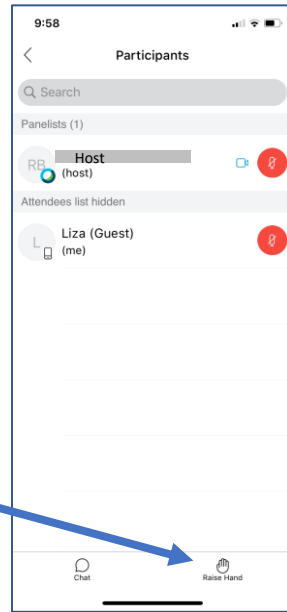 9:58
Participants
Search
Panelists (1)
RB
Host
(host)
Attendees list hidden
L
Liza (Guest)
(me)
Chat
Raise Hand